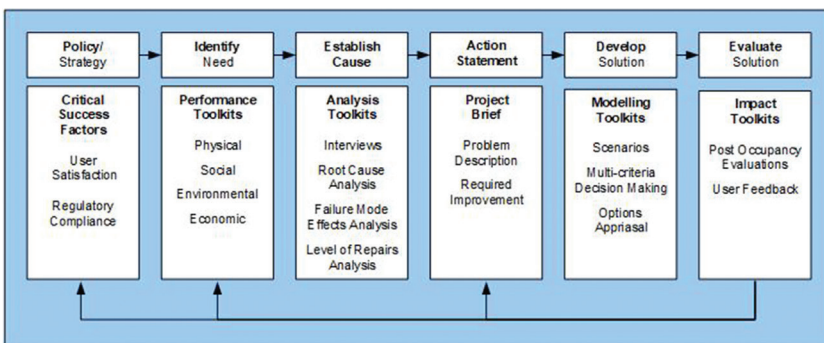 Policy/
Strategy
Identify
Need
Establish
Cause
Action
Statement
Develop
Solution
Evaluate
Solution
Critical
Success
Factors
User
Satisfaction
Regulatory
Compliance
Performance
Toolkits
Physical
Social
Environmental
Economic
Analysis
Toolkits
Interviews
Root Cause
Analysis
Failure Mode
Effects Analysis
Level of Repairs
Analysis
Project
Brief
Problem
Description
Required
Improvement
Modelling
Toolkits
Scenarios
Multi-criteria
Decision Making
Options
Apprialsal
Impact
Toolkits
Post Occupancy
Evaluations
User Feedback